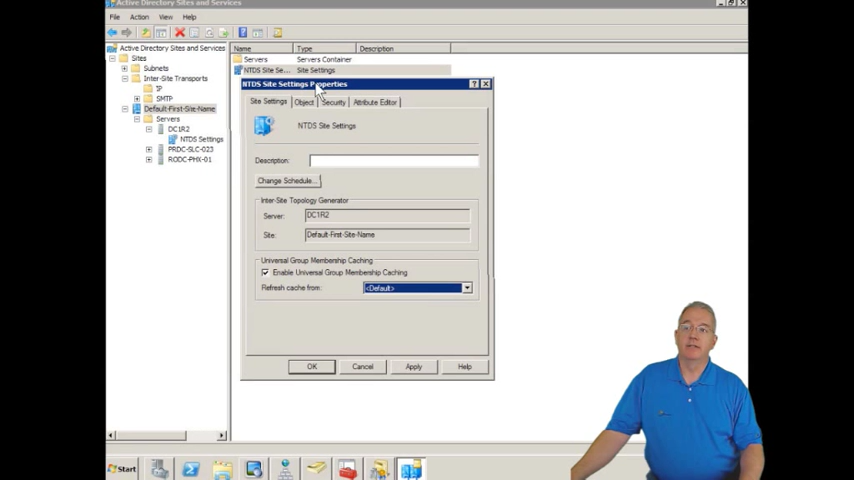 Active Directory Sites and Services
File Action View Help
Active Directory Sites and Services
Sites
Subnets
Inter-Site Transports
IP
SMTP
Default-First-Site-Name
Servers
DC1R2
NTDS Settings
PRDC-SLC-023
RODC-PHX-01
Name Type Description
Servers Servers Container
NTDS Site Se... Site Settings
NTDS Site Settings Properties
Site Settings Object Security Attribute Editor
NTDS Site Settings
Description:
Change Schedule...
Inter-Site Topology Generator
Server: DC1R2
Site: Default-First-Site-Name
Universal Group Membership Caching
Enable Universal Group Membership Caching
Refresh cache from: <Default>
OK Cancel Apply Help
Start